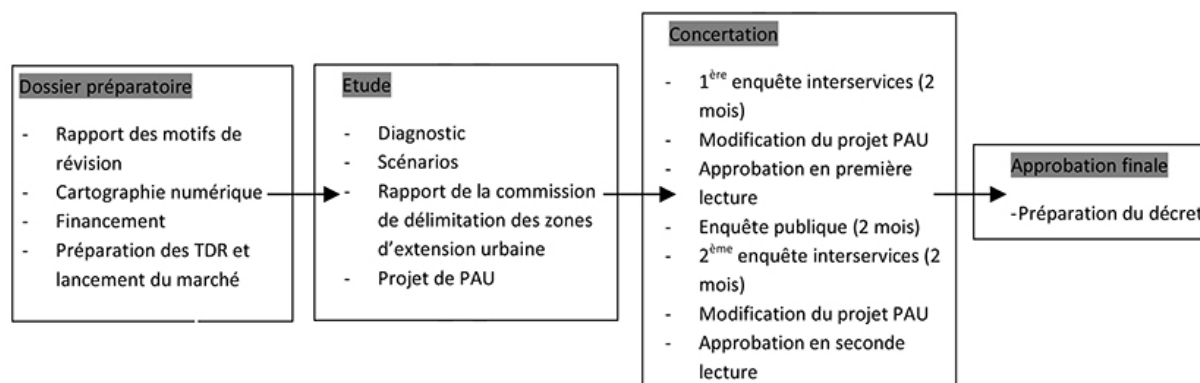 Dossier préparatoire
- Rapport des motifs de
révision
- Cartographie numérique
- Financement
- Préparation des TDR et
lancement du marché
Etude
- Diagnostic
- Scénarios
- Rapport de la commission
de délimitation des zones
d'extension urbaine
- Projet de PAU
Concertation
- 1ère enquête interservices (2
mois)
- Modification du projet PAU
- Approbation en première
lecture
- Enquête publique (2 mois)
- 2ème enquête interservices (2
mois)
- Modification du projet PAU
- Approbation en seconde
lecture
Approbation finale
-Préparation du décret